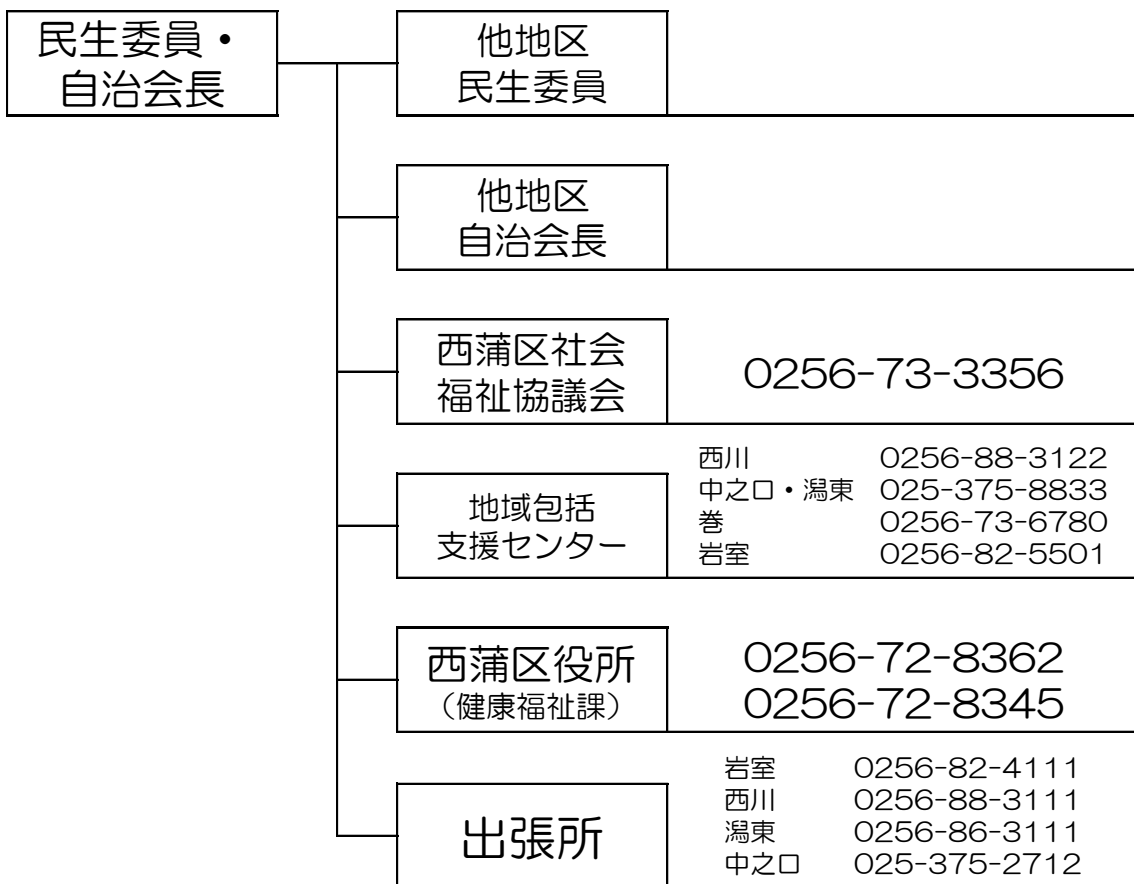 民生委員・
自治会長
他地区
民生委員
他地区
自治会長
西蒲区社会
福祉協議会
0256-73-3356
地域包括
支援センター
西川 0256-88-3122
中之口・潟東 025-375-8833
巻 0256-73-6780
岩室 0256-82-5501
西蒲区役所
（健康福祉課）
0256-72-8362
0256-72-8345
出張所
岩室 0256-82-4111
西川 0256-88-3111
潟東 0256-86-3111
中之口 025-375-2712